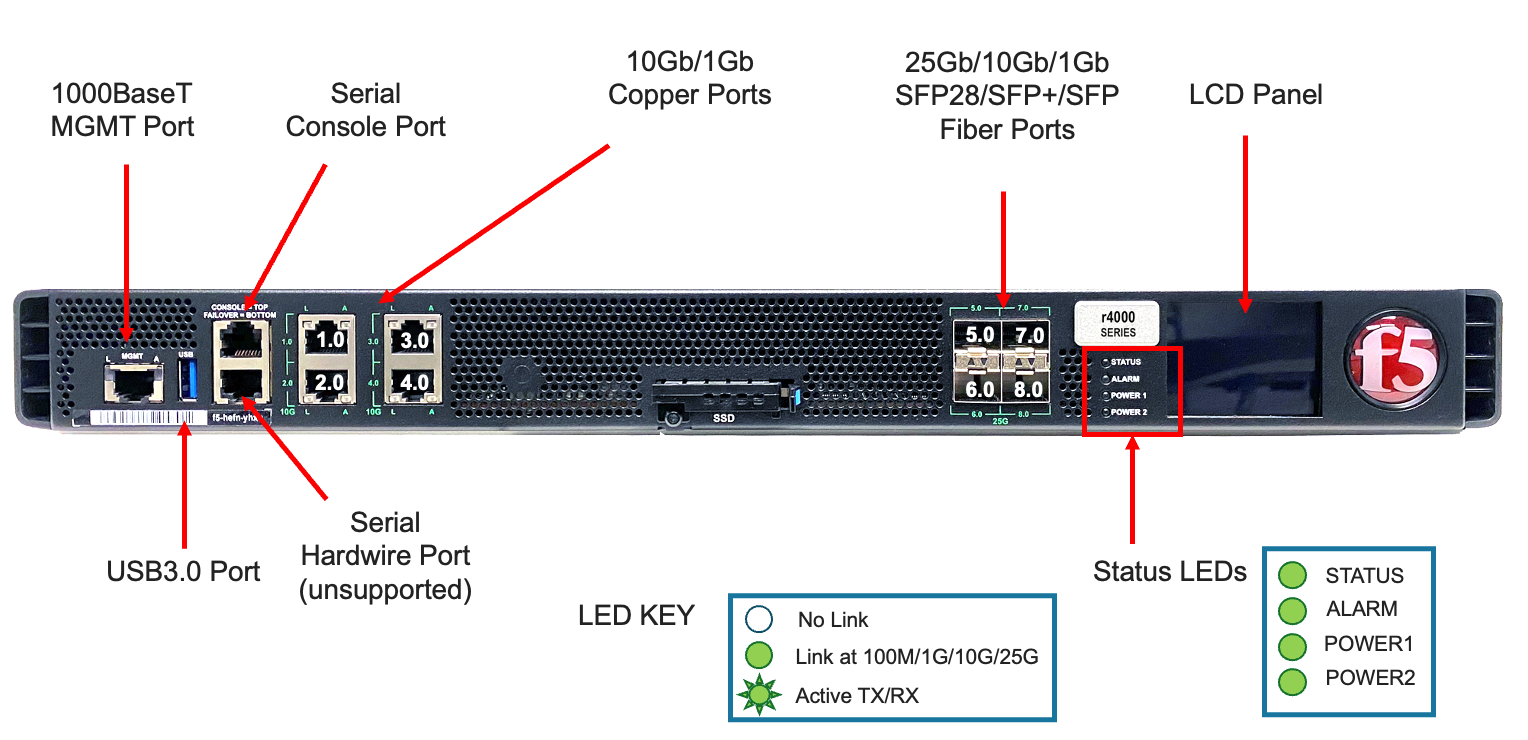 1000BaseT
MGMT Port
Serial
Console Port
10Gb/1Gb
Copper Ports
25Gb/10Gb/1Gb
SFP28/SFP+/SFP
Fiber Ports
LCD Panel
CONSOLE = TOP
FAILOVER = BOTTOM
L A
L A
5.0 7.0
r4000
SERIES
1.0
1.0
3.0
3.0
5.0
7.0
f5
L MGMT A
USB
2.0
2.0
4.0
4.0
6.0
8.0
STATUS
ALARM
POWER 1
POWER 2
10G L A
10G L A
SSD
6.0 8.0
25G
f5-hefn-yh
USB3.0 Port
Serial
Hardwire Port
(unsupported)
LED KEY
No Link
Link at 100M/1G/10G/25G
Active TX/RX
Status LEDs
STATUS
ALARM
POWER1
POWER2